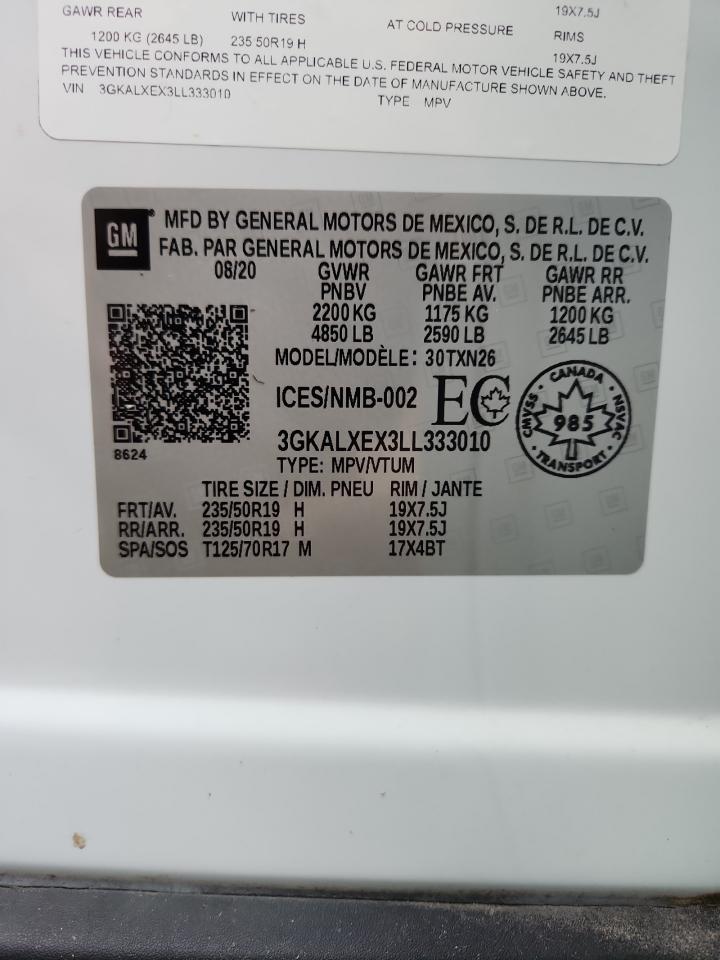 GAWR REAR WITH TIRES AT COLD PRESSURE 19X7.5J
RIMS
1200 KG (2645 LB) 235 50R19 H 19X7.5J
THIS VEHICLE CONFORMS TO ALL APPLICABLE U.S. FEDERAL MOTOR VEHICLE SAFETY AND THEFT
PREVENTION STANDARDS IN EFFECT ON THE DATE OF MANUFACTURE SHOWN ABOVE.
VIN 3GKALXEX3LL333010 TYPE MPV
GM® MFD BY GENERAL MOTORS DE MEXICO, S. DE R.L. DE C.V.
FAB. PAR GENERAL MOTORS DE MEXICO, S. DE R.L. DE C.V.
08/20 GVWR GAWR FRT GAWR RR
PNBV PNBE AV. PNBE ARR.
2200 KG 1175 KG 1200 KG
4850 LB 2590 LB 2645 LB
MODEL/MODÈLE: 30TXN26
ICES/NMB-002 EC
CANADA
CMVSS 985 NSVAC
TRANSPORT
8624
3GKALXEX3LL333010
TYPE: MPV/VTUM
TIRE SIZE / DIM. PNEU RIM / JANTE
FRT/AV. 235/50R19 H 19X7.5J
RR/ARR. 235/50R19 H 19X7.5J
SPA/SOS T125/70R17 M 17X4BT